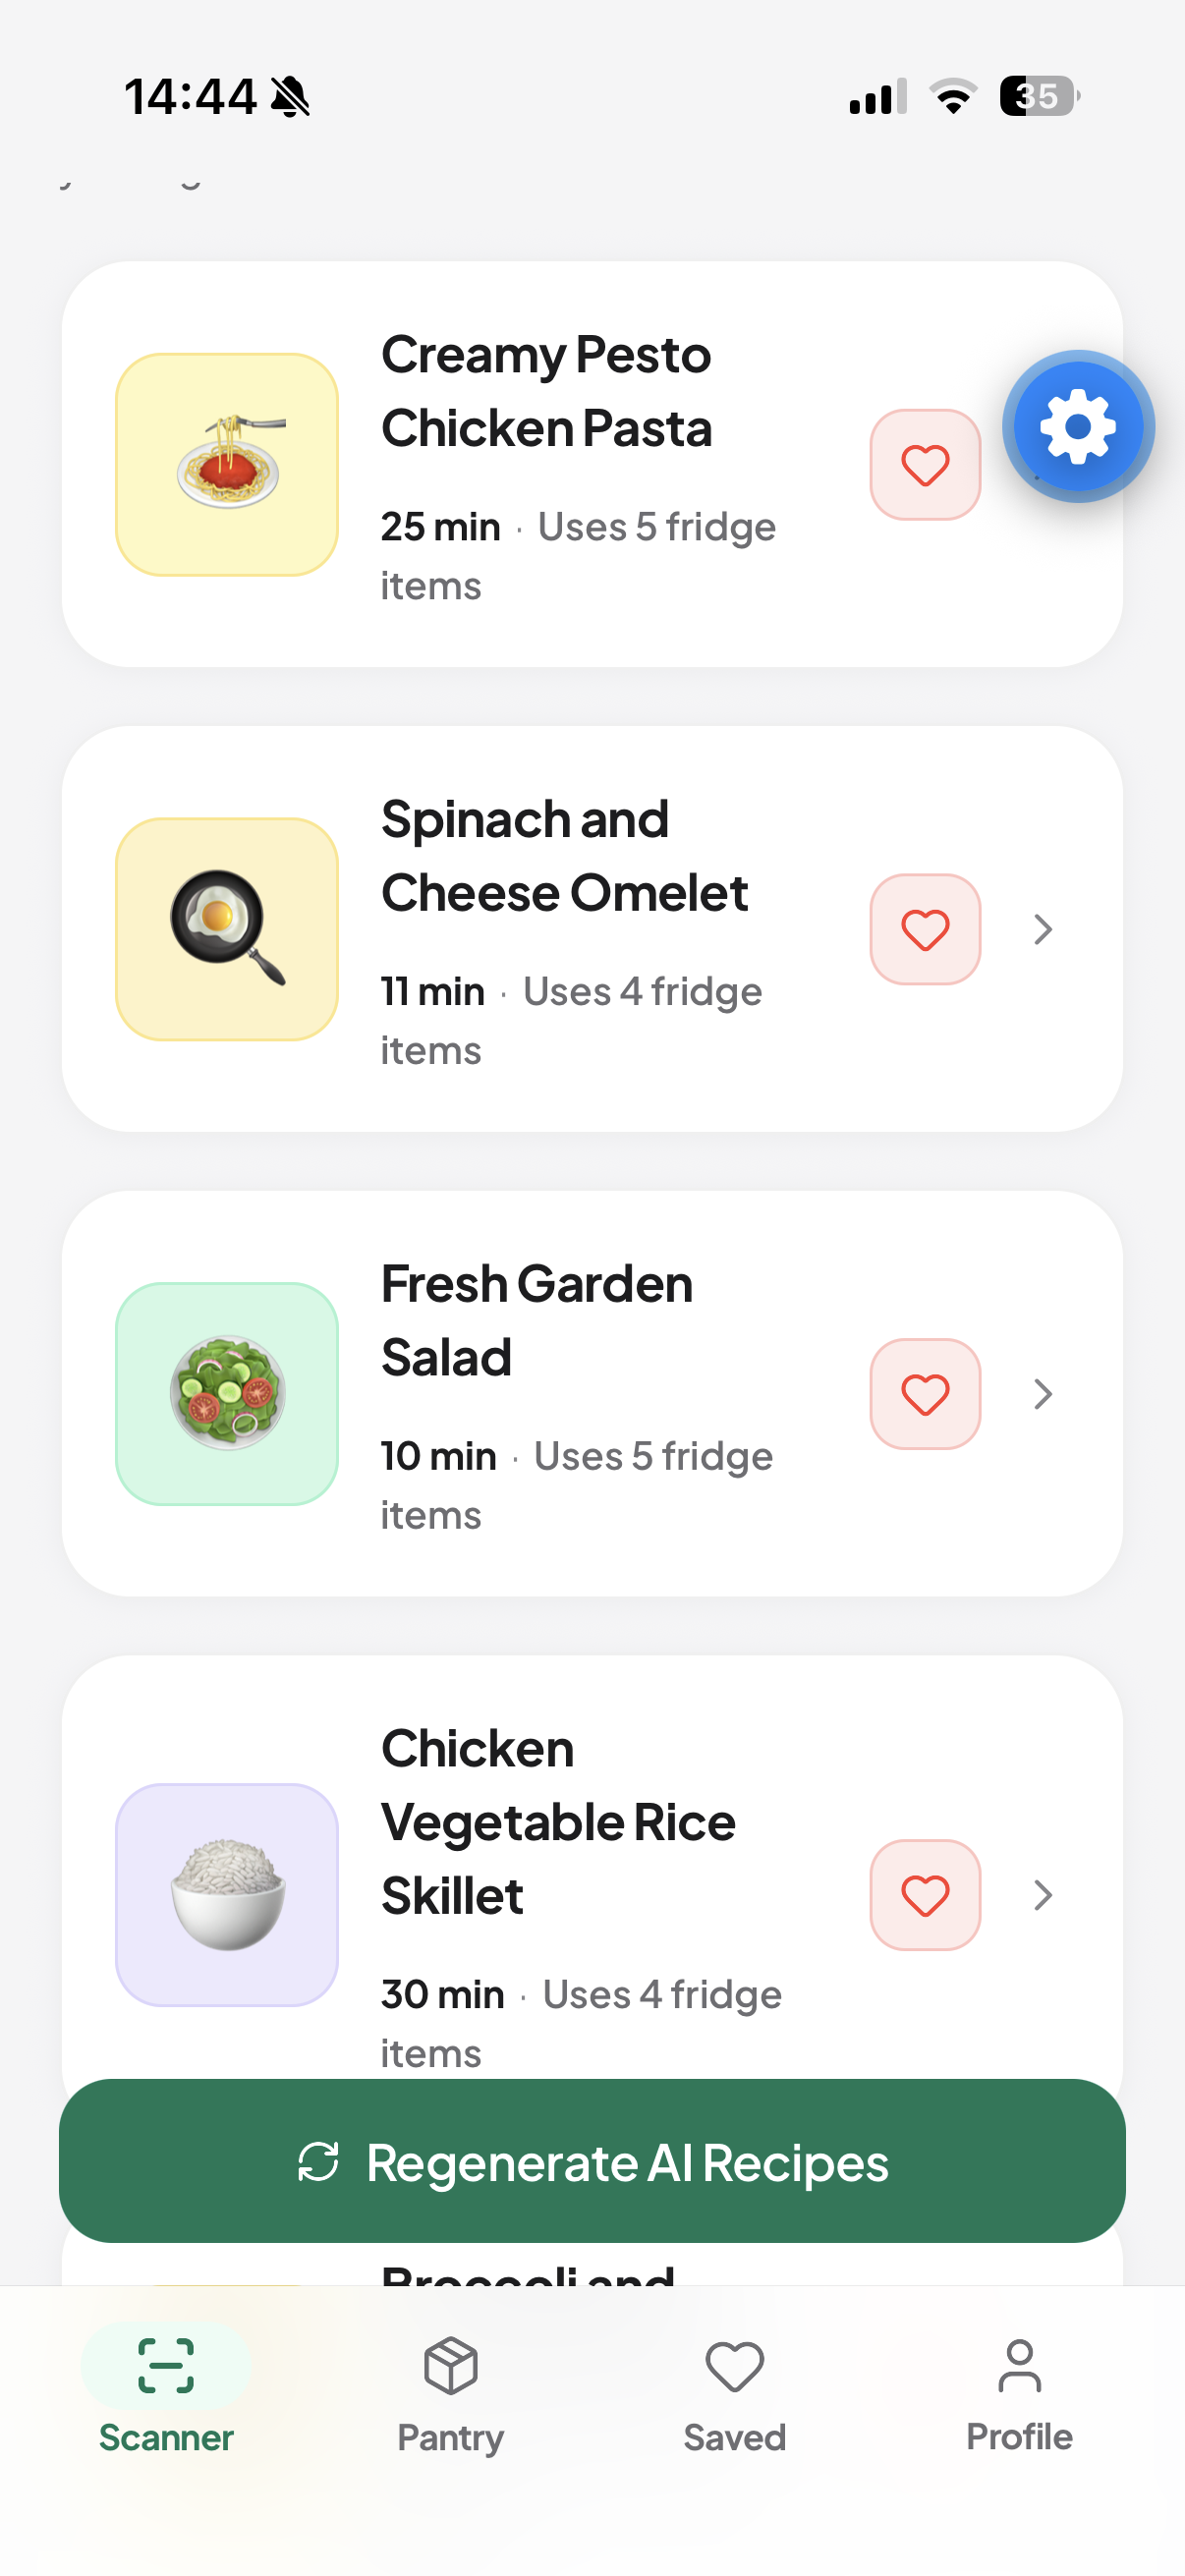 14:44
35
Creamy Pesto
Chicken Pasta
25 min · Uses 5 fridge
items
Spinach and
Cheese Omelet
11 min · Uses 4 fridge
items
Fresh Garden
Salad
10 min · Uses 5 fridge
items
Chicken
Vegetable Rice
Skillet
30 min · Uses 4 fridge
items
Regenerate AI Recipes
Broccoli and
Scanner
Pantry
Saved
Profile